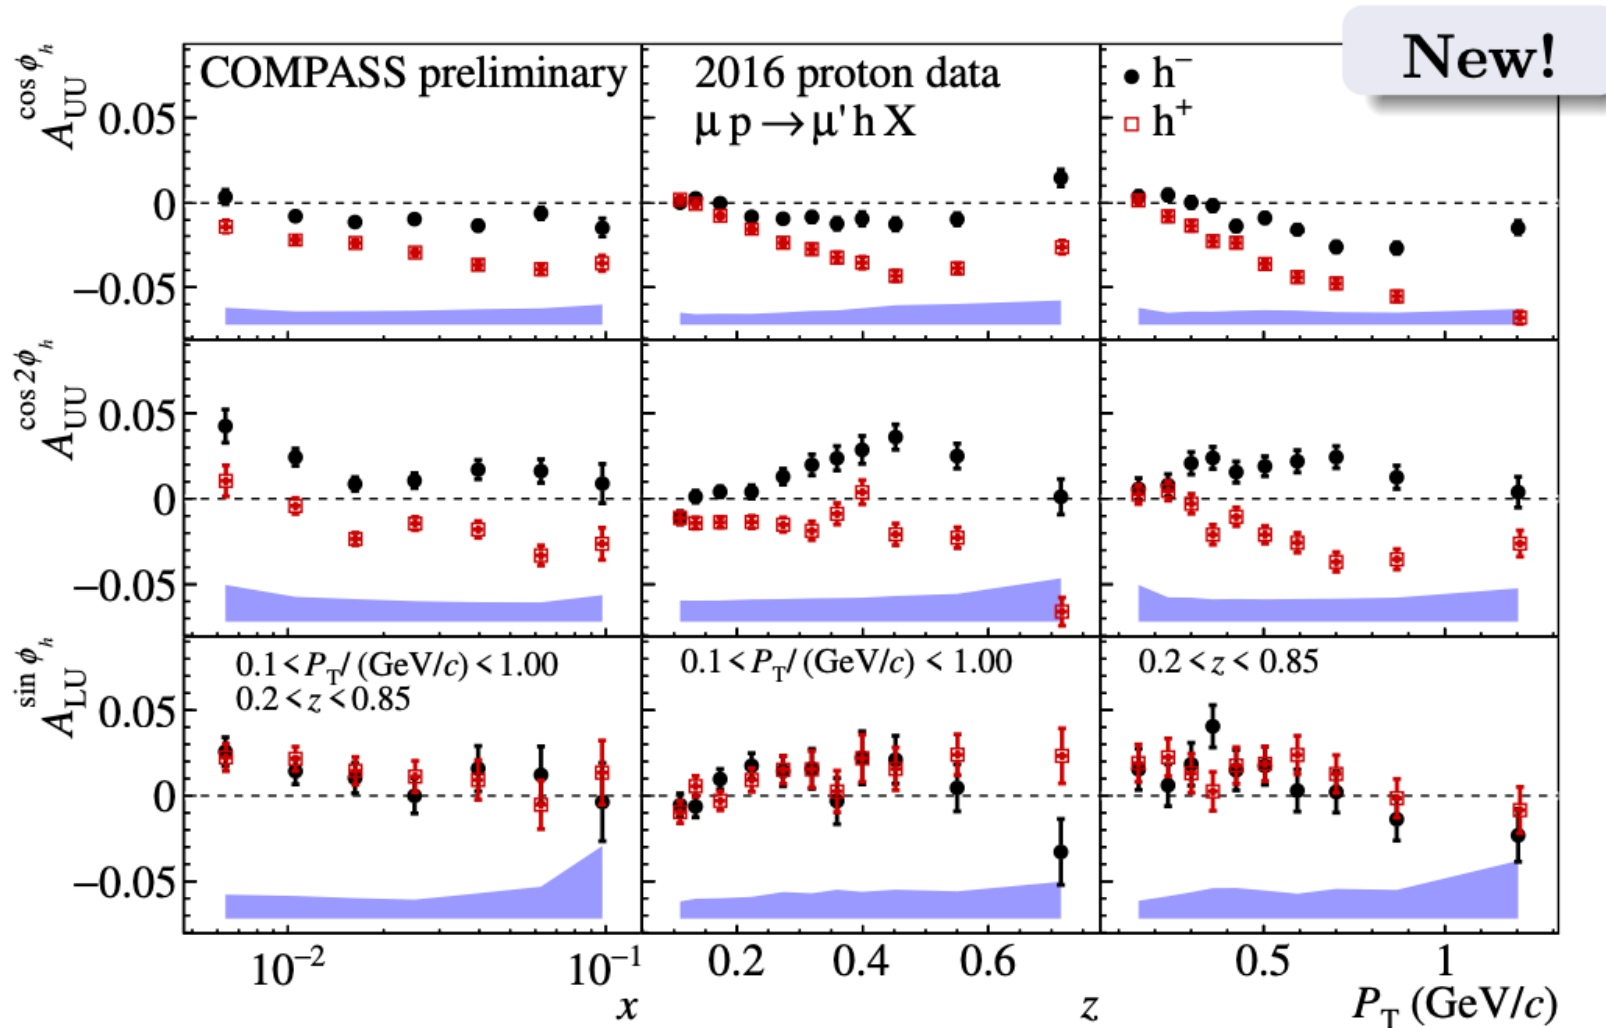 New!
COMPASS preliminary
2016 proton data
μ p → μ' h X
h⁻
h⁺
A_UU^cos ϕ_h
0.05
0
−0.05
A_UU^cos 2ϕ_h
0.05
0
−0.05
0.1 < P_T / (GeV/c) < 1.00
0.2 < z < 0.85
0.1 < P_T / (GeV/c) < 1.00
0.2 < z < 0.85
A_LU^sin ϕ_h
0.05
0
−0.05
10⁻² 10⁻¹ 0.2 0.4 0.6 0.5 1
x z P_T (GeV/c)